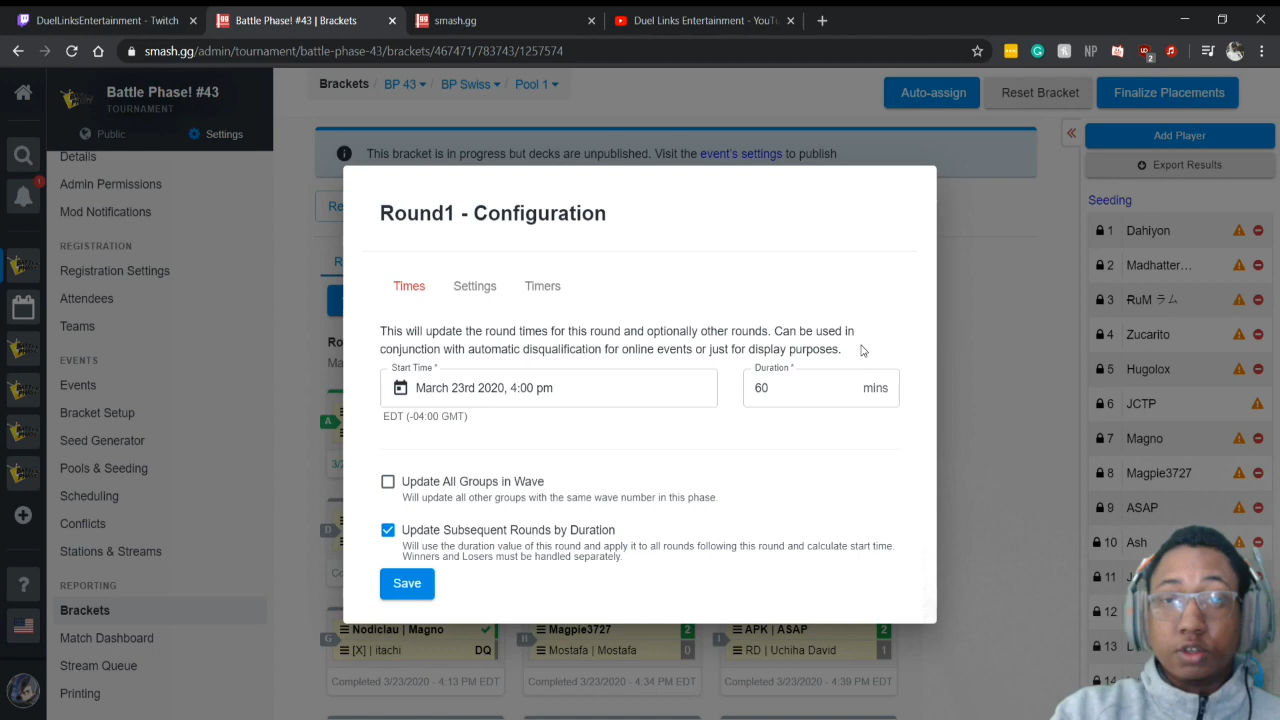 DuelLinksEntertainment - Twitch
Battle Phase! #43 | Brackets
smash.gg
Duel Links Entertainment - YouTu
smash.gg/admin/tournament/battle-phase-43/brackets/467471/783743/1257574
NP
2
Battle Phase! #43
TOURNAMENT
Public
Settings
Details
Admin Permissions
Mod Notifications
REGISTRATION
Registration Settings
Attendees
Teams
EVENTS
Events
Bracket Setup
Seed Generator
Pools & Seeding
Scheduling
Conflicts
Stations & Streams
REPORTING
Brackets
Match Dashboard
Stream Queue
Printing
Brackets / BP 43 / BP Swiss / Pool 1
Auto-assign
Reset Bracket
Finalize Placements
This bracket is in progress but decks are unpublished. Visit the event's settings to publish
Round1 - Configuration
Times
Settings
Timers
This will update the round times for this round and optionally other rounds. Can be used in
conjunction with automatic disqualification for online events or just for display purposes.
Start Time *
March 23rd 2020, 4:00 pm
EDT (-04:00 GMT)
Duration *
60 mins
Update All Groups in Wave
Will update all other groups with the same wave number in this phase.
Update Subsequent Rounds by Duration
Will use the duration value of this round and apply it to all rounds following this round and calculate start time.
Winners and Losers must be handled separately.
Save
A
D
G
Nodiclau | Magno
[X] | itachi DQ
Completed 3/23/2020 - 4:13 PM EDT
H
Magpie3727 2
Mostafa | Mostafa 0
Completed 3/23/2020 - 4:34 PM EDT
I
APK | ASAP 2
RD | Uchiha David 1
Completed 3/23/2020 - 4:39 PM EDT
Add Player
Export Results
Seeding
1 Dahiyon
2 Madhatter...
3 RuM ラム
4 Zucarito
5 Hugolox
6 JCTP
7 Magno
8 Magpie3727
9 ASAP
10 Ash
11
12
13
14